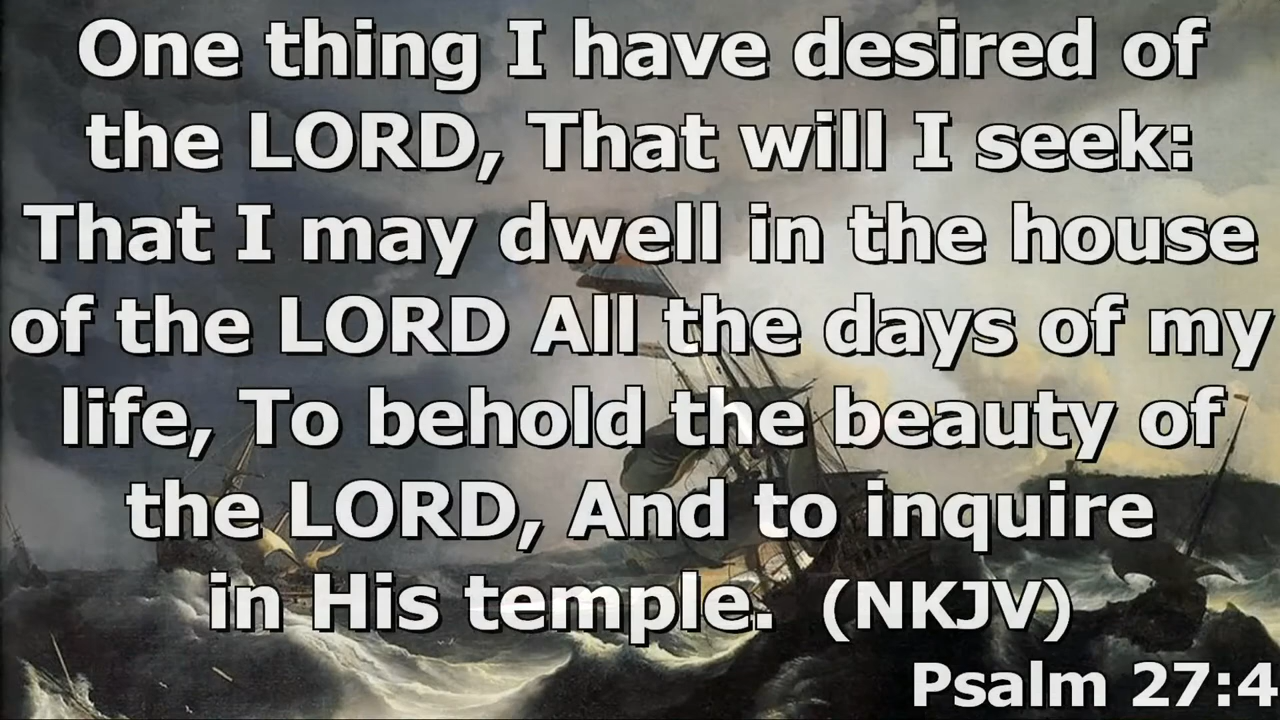 One thing I have desired of
the LORD, That will I seek:
That I may dwell in the house
of the LORD All the days of my
life, To behold the beauty of
the LORD, And to inquire
in His temple. (NKJV)
Psalm 27:4